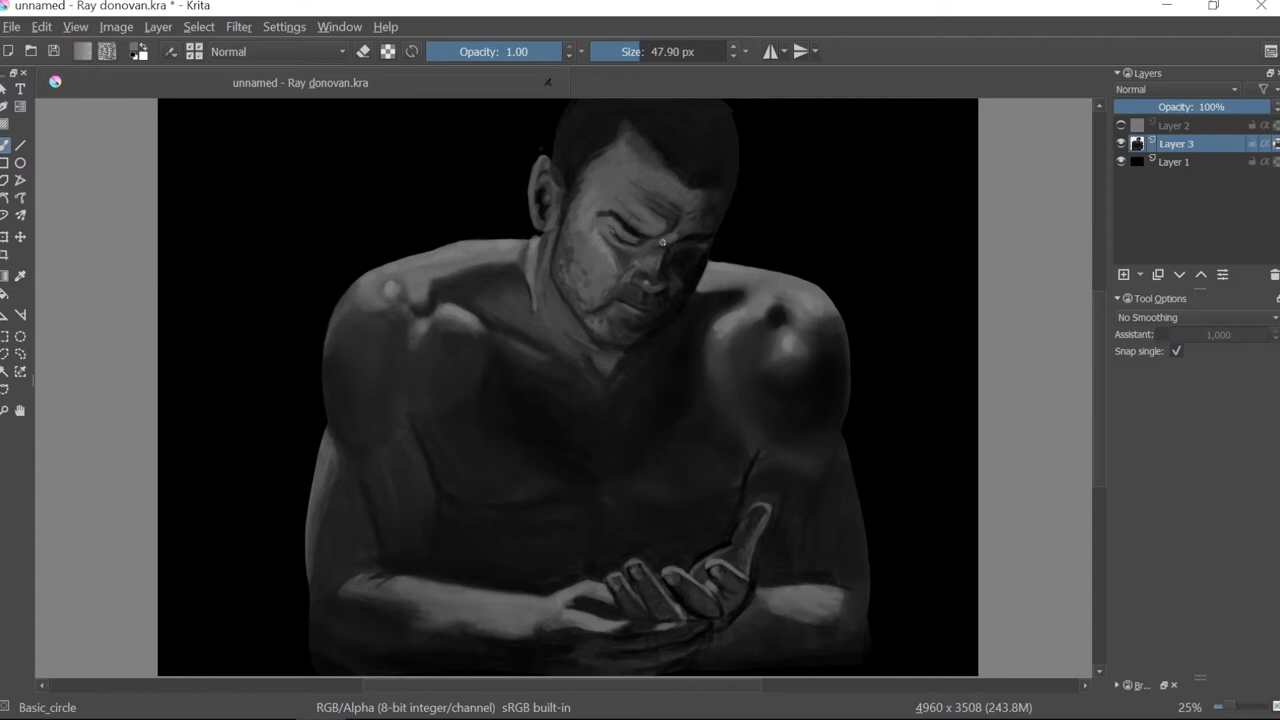 unnamed - Ray donovan.kra * - Krita
File Edit View Image Layer Select Filter Settings Window Help
Normal Opacity: 1.00 Size: 47.90 px
unnamed - Ray donovan.kra
Layers
Normal
Opacity: 100%
Layer 2
Layer 3
Layer 1
Tool Options
No Smoothing
Assistant: 1,000
Snap single:
Br...
Basic_circle RGB/Alpha (8-bit integer/channel) sRGB built-in 4960 x 3508 (243.8M) 25%